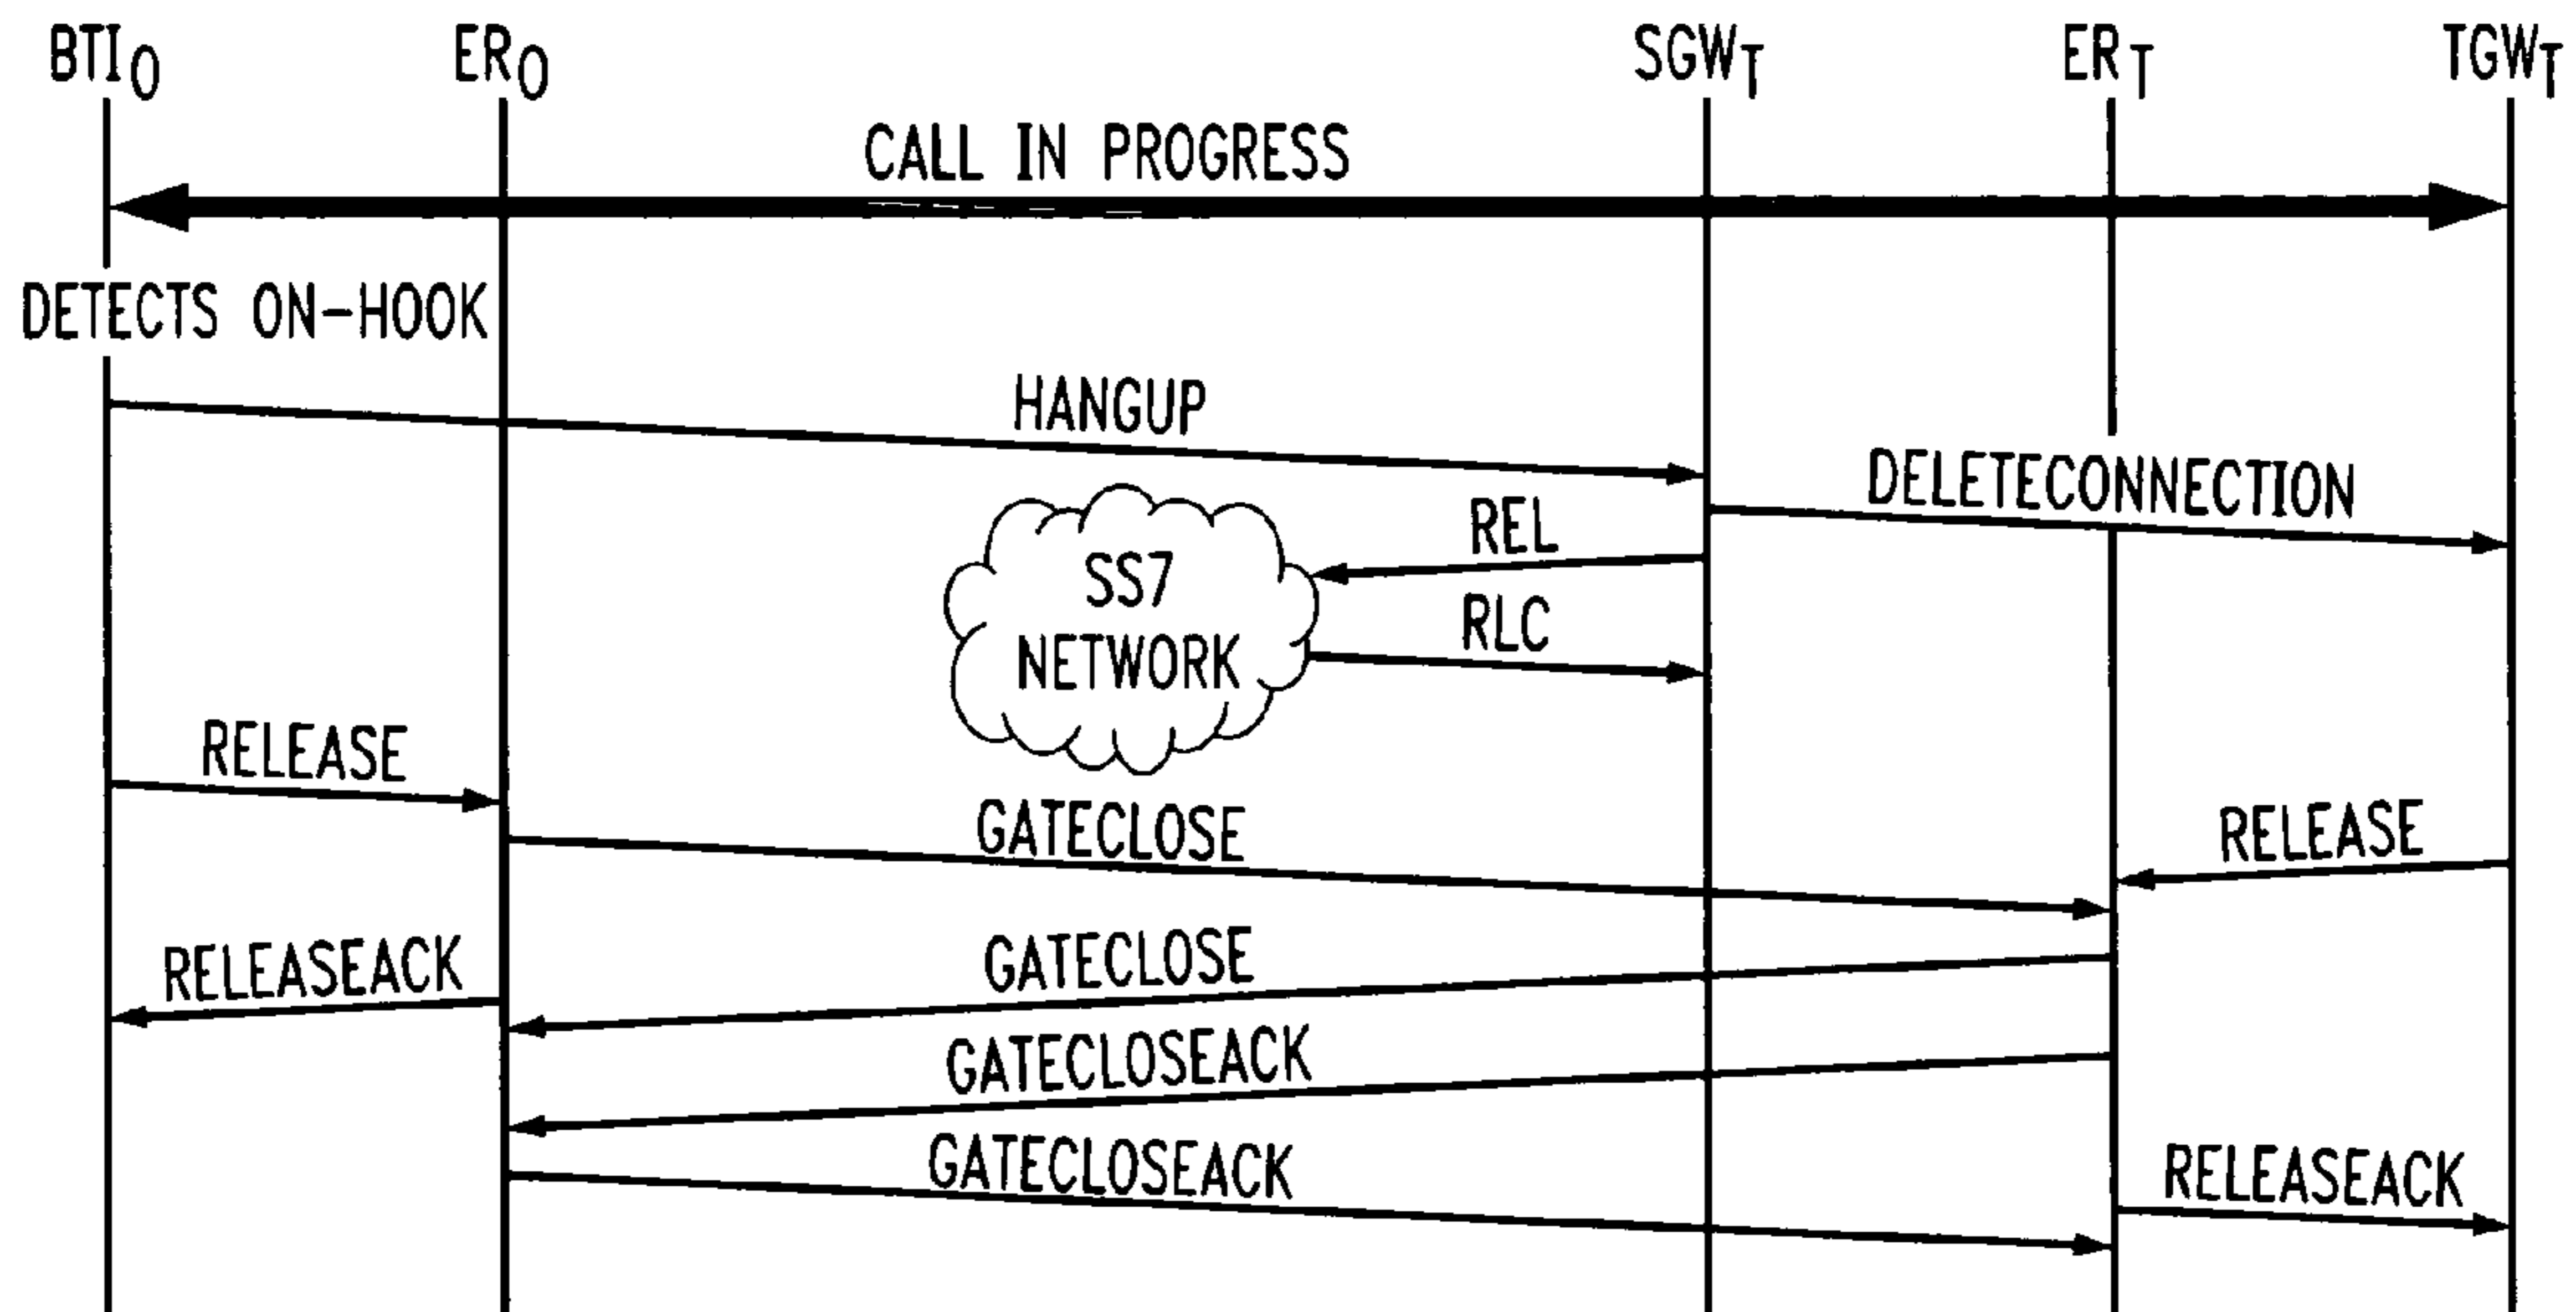 BTIO ERO SGWT ERT TGWT
CALL IN PROGRESS
DETECTS ON-HOOK
HANGUP
DELETECONNECTION
REL
SS7
NETWORK
RLC
RELEASE
GATECLOSE
RELEASE
RELEASEACK
GATECLOSE
GATECLOSEACK
GATECLOSEACK
RELEASEACK